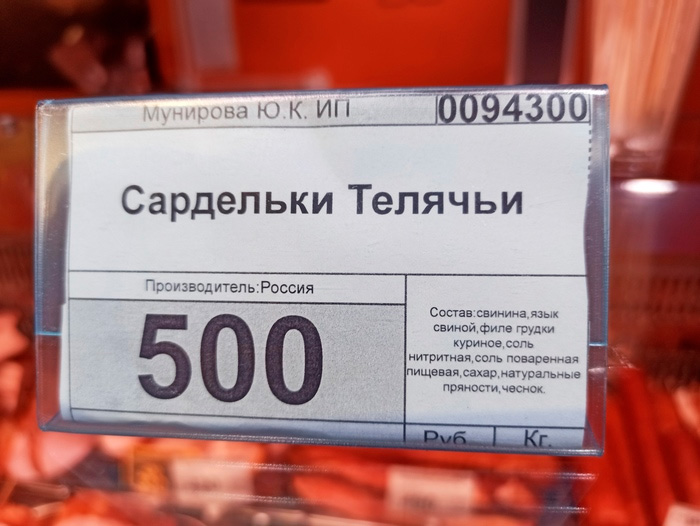 Мунирова Ю.К. ИП 0094300
Сардельки Телячьи
Производитель:Россия
500
Состав:свинина,язык
свиной,филе грудки
куриное,соль
нитритная,соль поваренная
пищевая,сахар,натуральные
пряности,чеснок.
Руб. Кг.